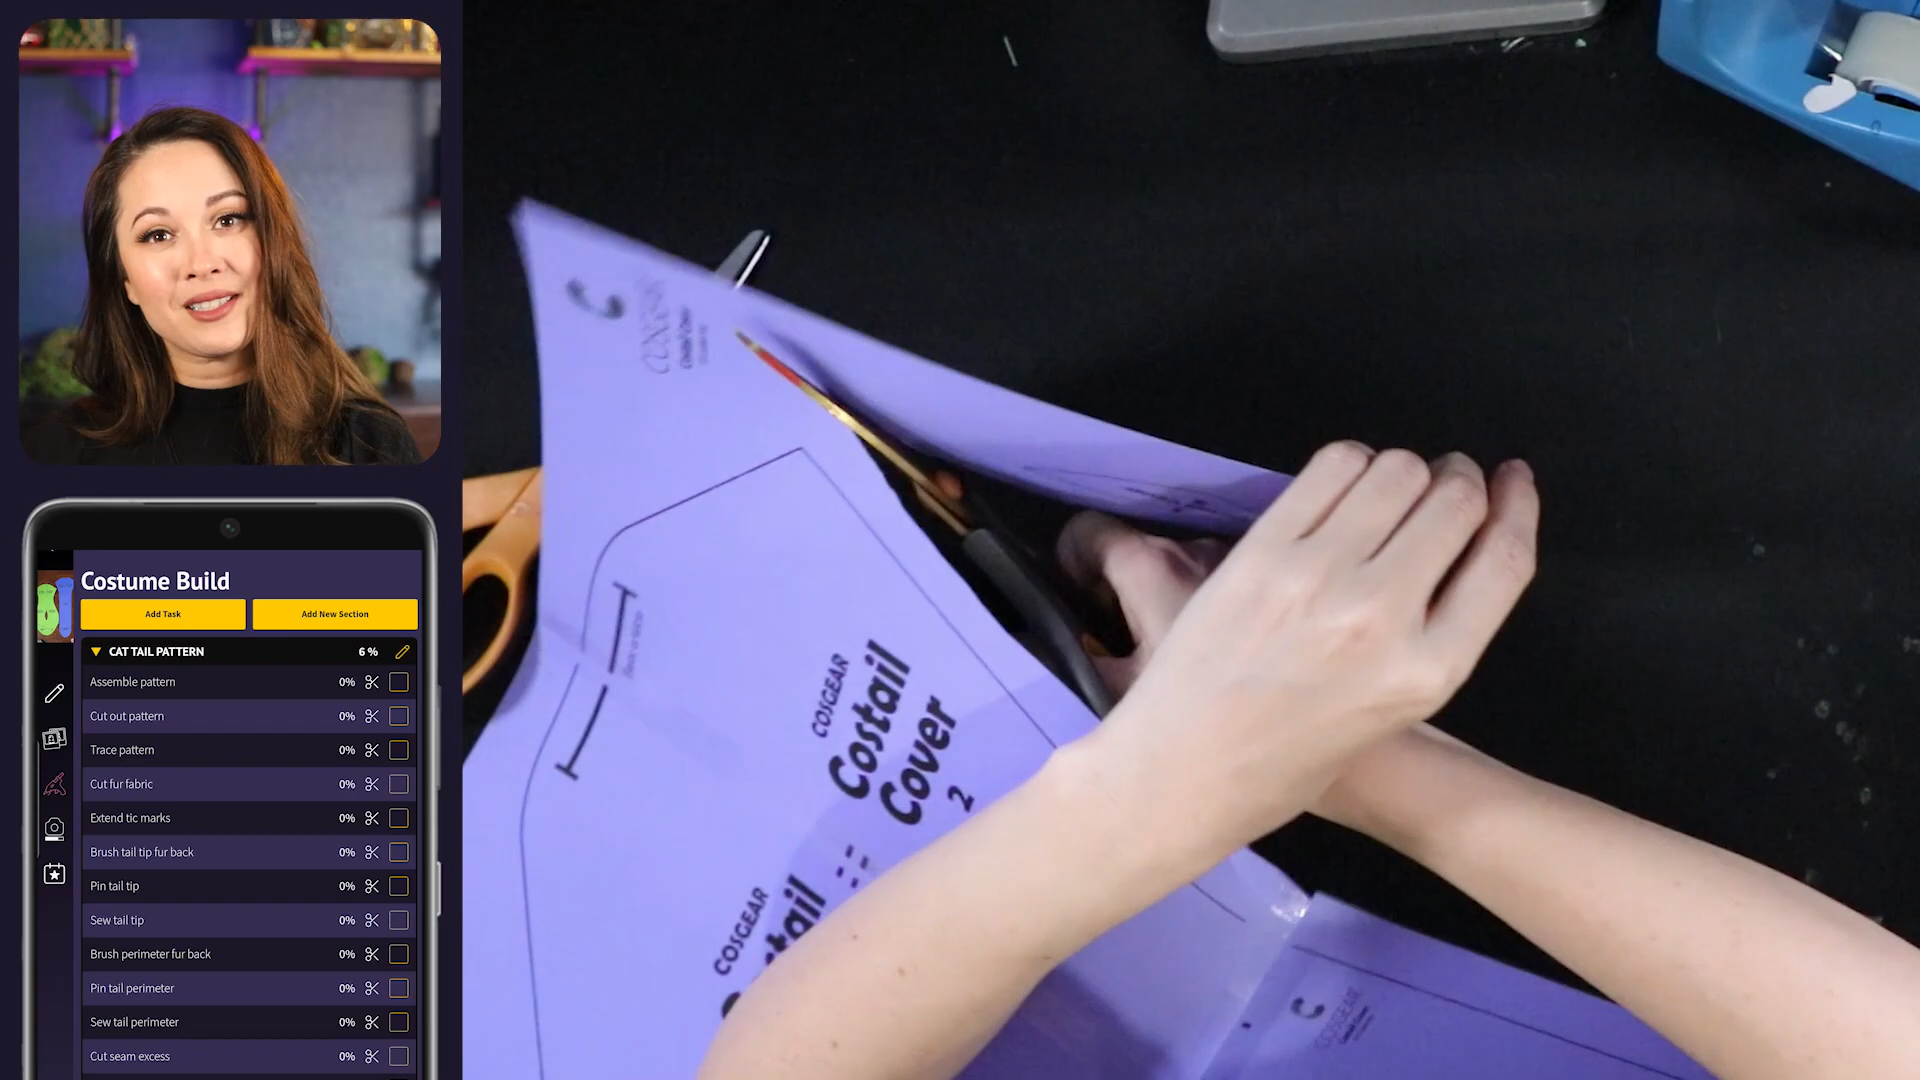 Costume Build
Add Task
Add New Section
CAT TAIL PATTERN 6 %
Assemble pattern 0%
Cut out pattern 0%
Trace pattern 0%
Cut fur fabric 0%
Extend tic marks 0%
Brush tail tip fur back 0%
Pin tail tip 0%
Sew tail tip 0%
Brush perimeter fur back 0%
Pin tail perimeter 0%
Sew tail perimeter 0%
Cut seam excess 0%
C
COSGEAR
Costail
Cover
2
COSGEAR
C
COSGEAR